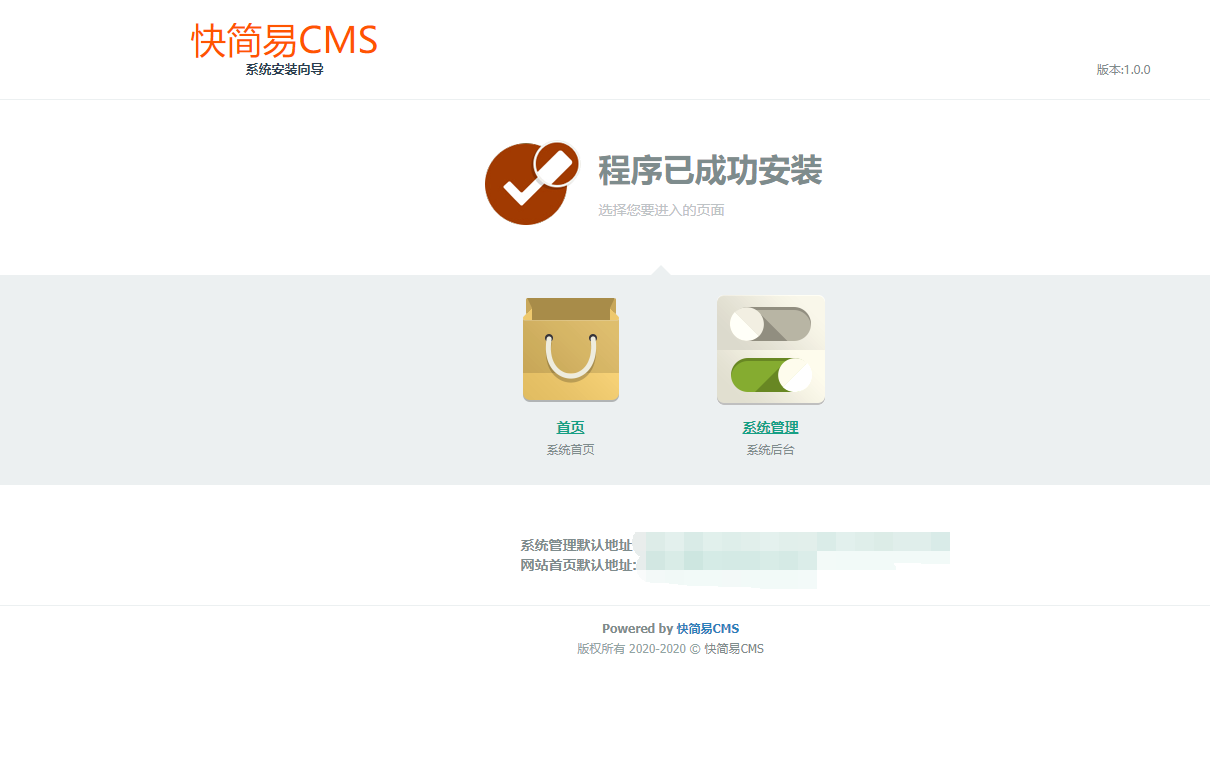 快简易CMS
系统安装向导
版本:1.0.0
程序已成功安装
选择您要进入的页面
首页
系统首页
系统管理
系统后台
系统管理默认地址
网站首页默认地址:
Powered by 快简易CMS
版权所有 2020-2020 © 快简易CMS